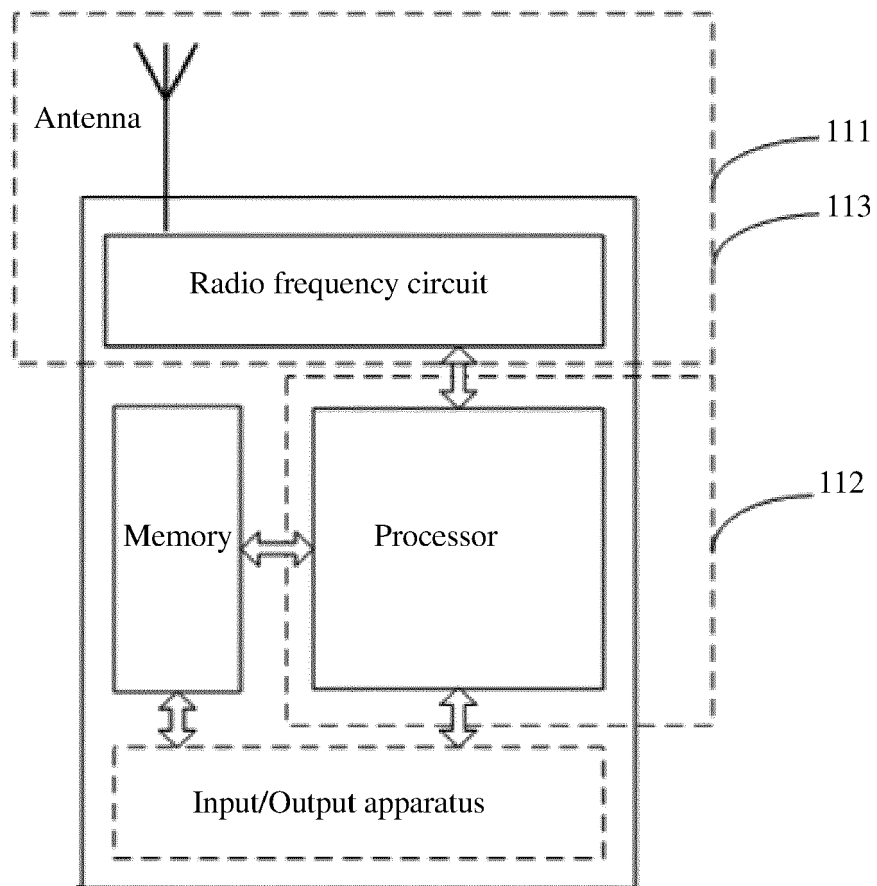 Antenna
111
113
Radio frequency circuit
112
Memory
Processor
Input/Output apparatus